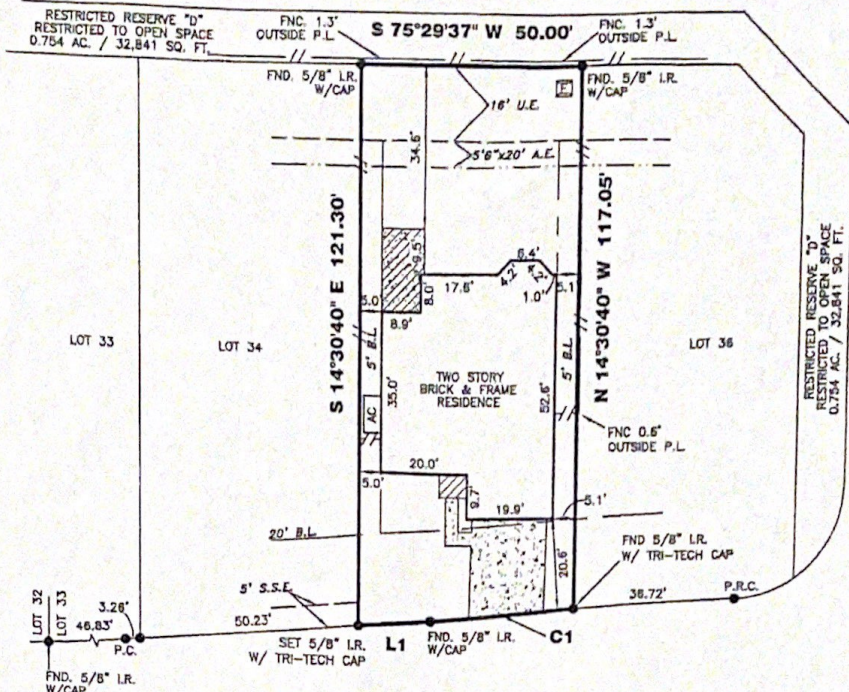 RESTRICTED RESERVE "D"
RESTRICTED TO OPEN SPACE
0.754 AC. / 32,841 SQ. FT.
FNC. 1.3'
OUTSIDE P.L.
S 75°29'37" W 50.00'
FNC. 1.3'
OUTSIDE P.L.
FND. 5/8" I.R.
W/CAP
FND. 5/8" I.R.
W/CAP
E
16' U.E.
34.6'
5'6"x20' A.E.
S 14°30'40" E 121.30'
N 14°30'40" W 117.05'
RESTRICTED RESERVE "D"
RESTRICTED TO OPEN SPACE
0.754 AC. / 32,841 SQ. FT.
9.5'
6.4'
4.2'
4.2'
17.6'
8.0'
1.0'
5.1'
5.0'
8.9'
LOT 33
LOT 34
LOT 36
5' B.L.
5' B.L.
TWO STORY
BRICK & FRAME
RESIDENCE
35.0'
52.6'
AC
FNC 0.6"
OUTSIDE P.L.
20.0'
5.0'
9.7'
19.9'
5.1'
20' B.L.
20.6'
FND 5/8" I.R.
W/ TRI-TECH CAP
5' S.S.E.
LOT 32
LOT 33
46.83'
3.26'
P.C.
50.23'
36.72'
P.R.C.
SET 5/8" I.R.
W/ TRI-TECH CAP
L1
FND. 5/8" I.R.
W/CAP
C1
FND. 5/8" I.R.
W/CAP